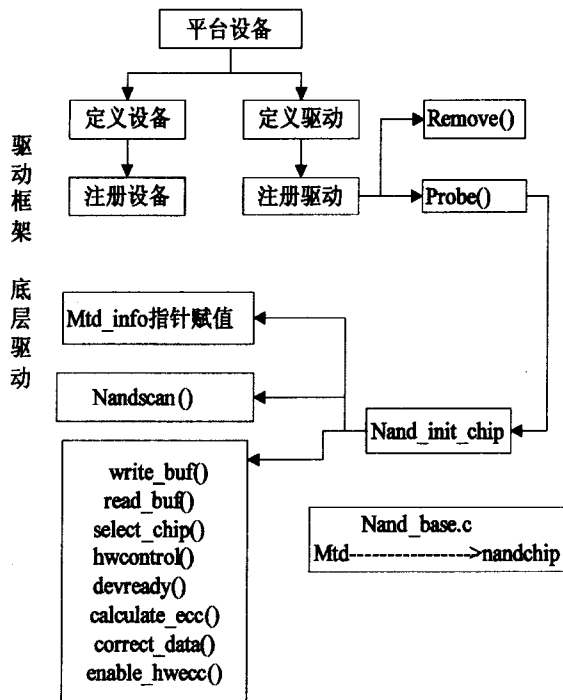 平台设备
定义设备
定义驱动
Remove()
注册设备
注册驱动
Probe()
驱动框架
底层驱动
Mtd_info指针赋值
Nandscan()
Nand_init_chip
write_buf()
read_buf()
select_chip()
hwcontrol()
devready()
calculate_ecc()
correct_data()
enable_hwecc()
Nand_base.c
Mtd---------------->nandchip